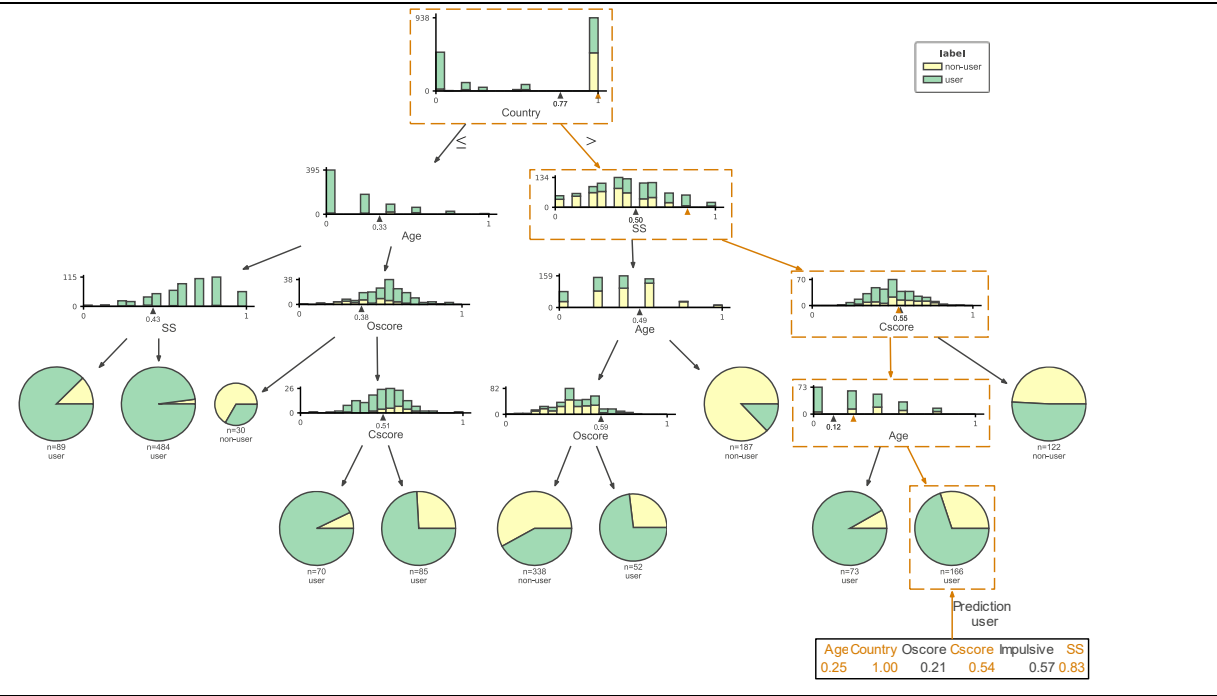 938
0
0
0.77
1
Country
label
non-user
user
≤
>
395
0
0
0.33
1
Age
134
0
0
0.50
1
SS
115
0
0
0.43
1
SS
38
0
0
0.38
1
Oscore
159
0
0
0.49
1
Age
70
0
0
0.55
1
Cscore
n=89
user
n=484
user
n=30
non-user
26
0
0
0.51
1
Cscore
82
0
0
0.59
1
Oscore
n=187
non-user
73
0
0
0.12
1
Age
n=122
non-user
n=70
user
n=85
user
n=338
non-user
n=52
user
n=73
user
n=166
user
Prediction
user
Age Country Oscore Cscore Impulsive SS
0.25 1.00 0.21 0.54 0.57 0.83